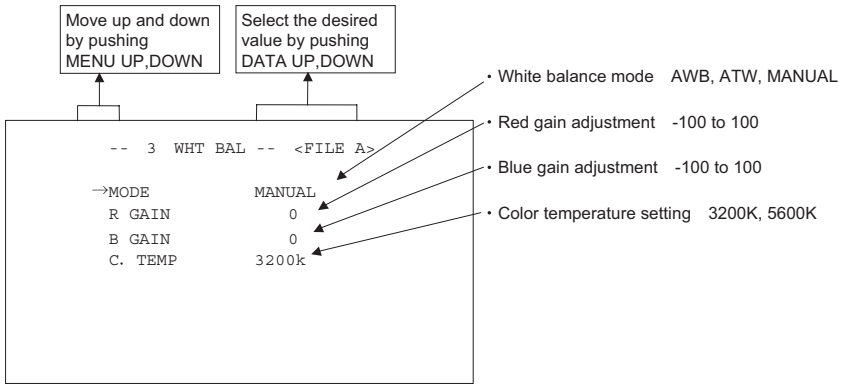 Move up and down
by pushing
MENU UP,DOWN
Select the desired
value by pushing
DATA UP,DOWN
-- 3 WHT BAL -- <FILE A>
→MODE MANUAL
R GAIN 0
B GAIN 0
C. TEMP 3200k
・White balance mode AWB, ATW, MANUAL
・Red gain adjustment -100 to 100
・Blue gain adjustment -100 to 100
・Color temperature setting 3200K, 5600K